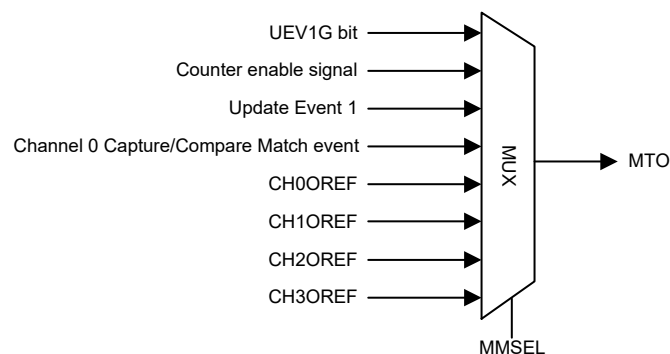 UEV1G bit
Counter enable signal
Update Event 1
Channel 0 Capture/Compare Match event
MUX
MTO
CH0OREF
CH1OREF
CH2OREF
CH3OREF
MMSEL